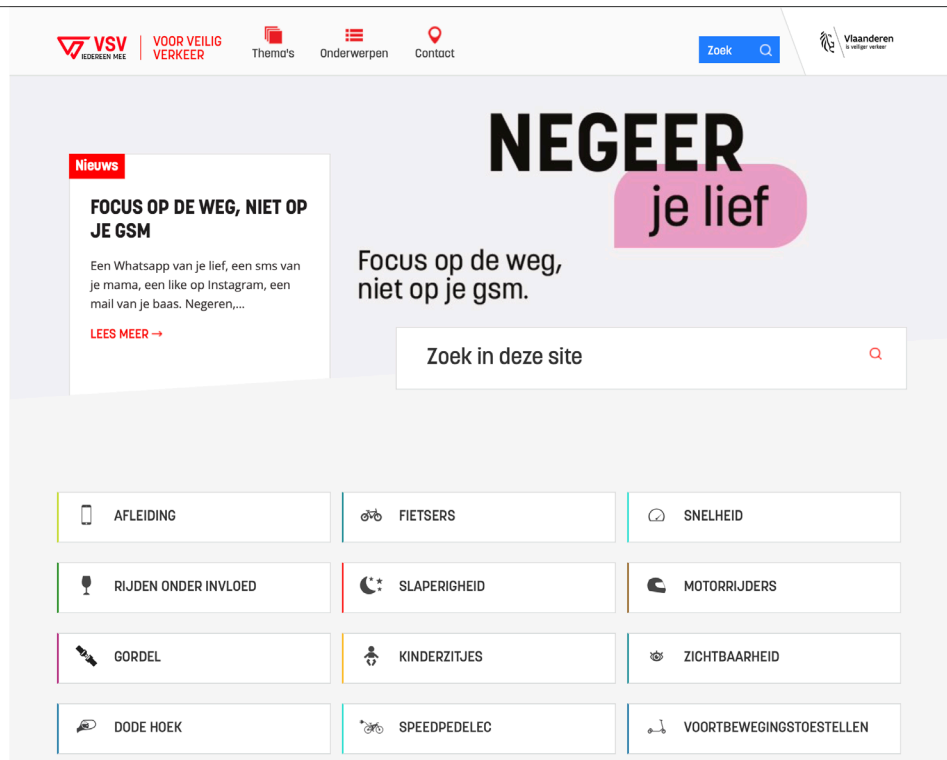 VSV
IEDEREEN MEE
VOOR VEILIG
VERKEER
Thema's
Onderwerpen
Contact
Zoek
Vlaanderen
is veiliger verkeer
Nieuws
FOCUS OP DE WEG, NIET OP
JE GSM
Een Whatsapp van je lief, een sms van
je mama, een like op Instagram, een
mail van je baas. Negeren,...
LEES MEER →
NEGEER
je lief
Focus op de weg,
niet op je gsm.
Zoek in deze site
AFLEIDING
FIETSERS
SNELHEID
RIJDEN ONDER INVLOED
SLAPERIGHEID
MOTORRIJDERS
GORDEL
KINDERZITJES
ZICHTBAARHEID
DODE HOEK
SPEEDPEDELEC
VOORTBEWEGINGSTOESTELLEN